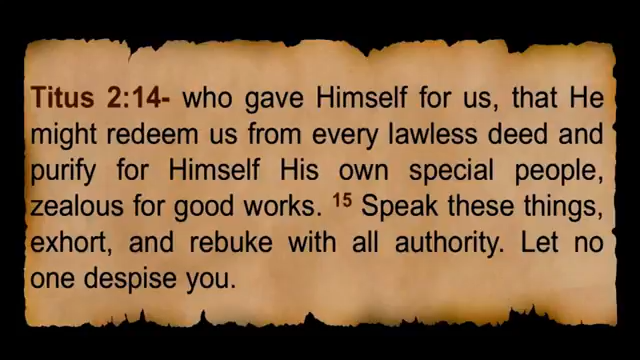 Titus 2:14- who gave Himself for us, that He
might redeem us from every lawless deed and
purify for Himself His own special people,
zealous for good works. 15 Speak these things,
exhort, and rebuke with all authority. Let no
one despise you.